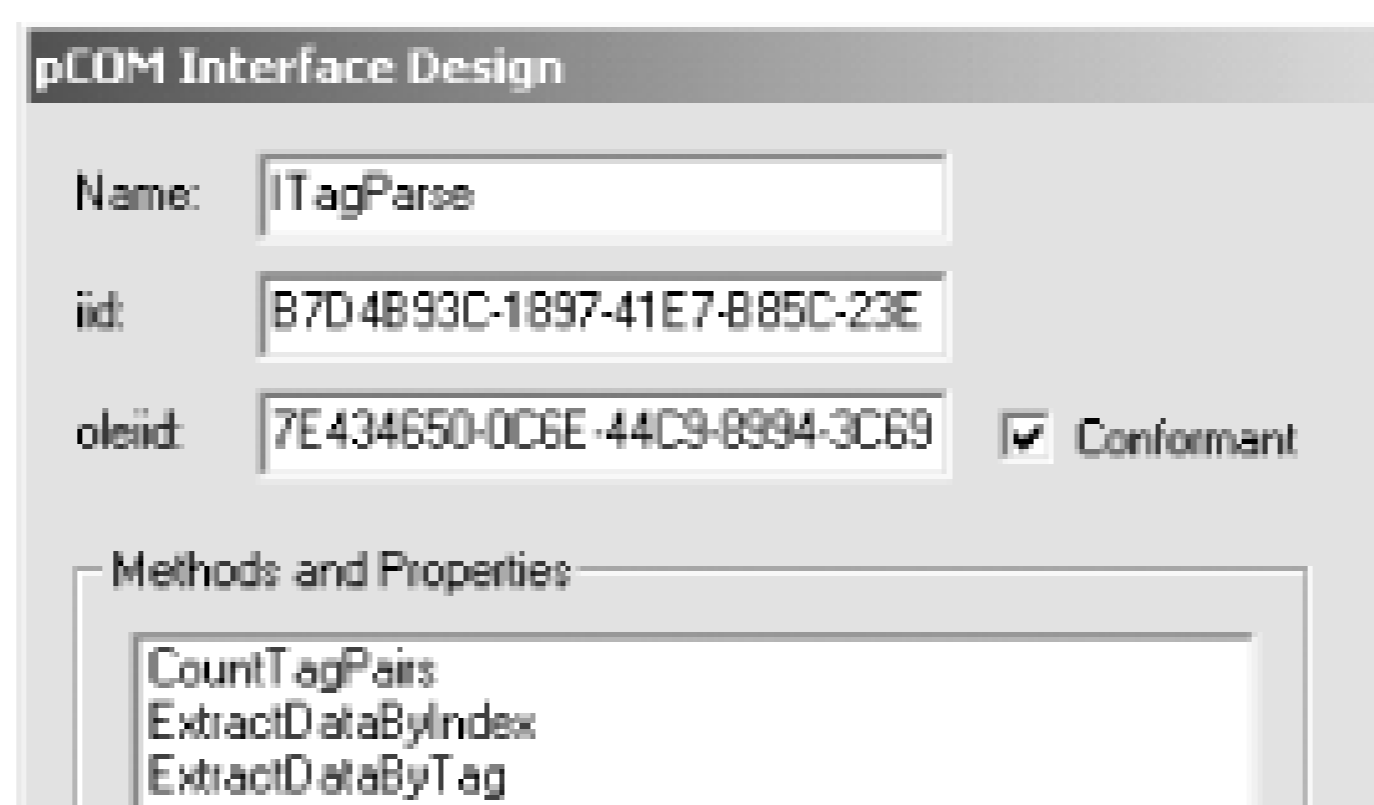 pCOM Interface Design
Name: ITagParse
iid: B7D4B93C-1897-41E7-B85C-23E
oleiid: 7E434650-0C6E-44C9-8994-3C69 Conformant
Methods and Properties
CountTagPairs
ExtractDataByIndex
ExtractDataByTag